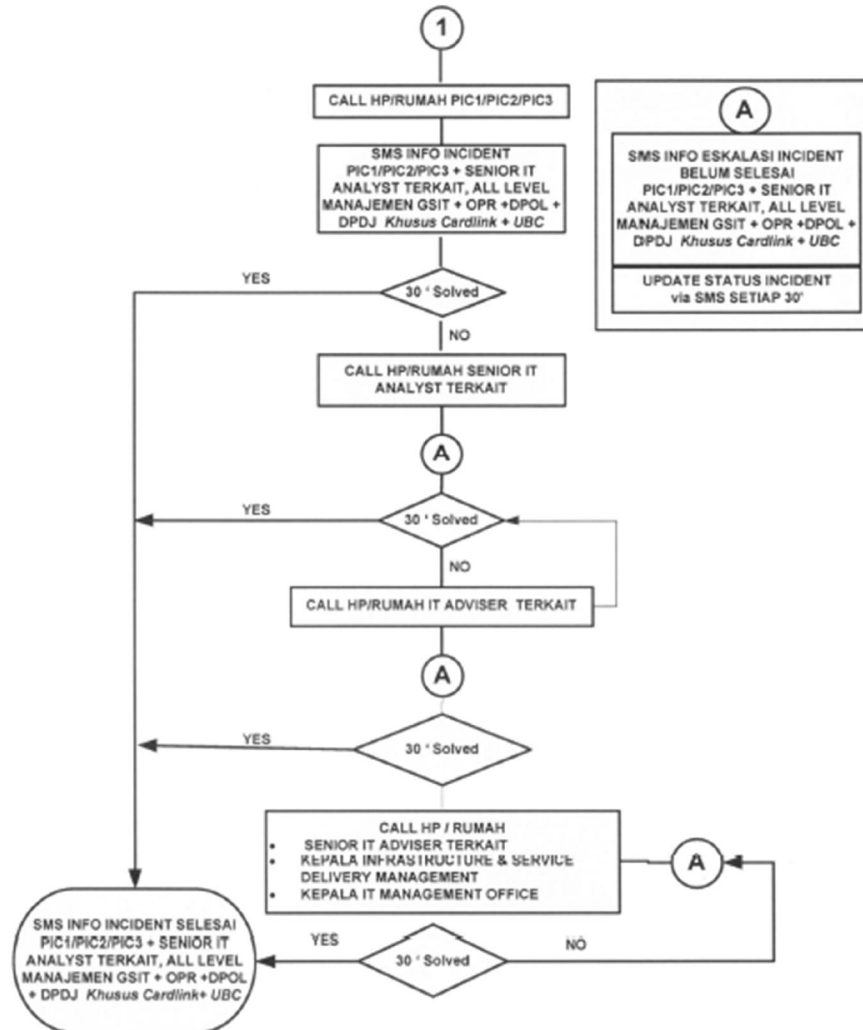 1
CALL HP/RUMAH PIC1/PIC2/PIC3
SMS INFO INCIDENT
PIC1/PIC2/PIC3 + SENIOR IT
ANALYST TERKAIT, ALL LEVEL
MANAJEMEN GSIT + OPR +DPOL +
DPDJ Khusus Cardlink + UBC
A
SMS INFO ESKALASI INCIDENT
BELUM SELESAI
PIC1/PIC2/PIC3 + SENIOR IT
ANALYST TERKAIT, ALL LEVEL
MANAJEMEN GSIT + OPR +DPOL +
DPDJ Khusus Cardlink + UBC
UPDATE STATUS INCIDENT
via SMS SETIAP 30'
YES
30 ' Solved
NO
CALL HP/RUMAH SENIOR IT
ANALYST TERKAIT
A
YES
30 ' Solved
NO
CALL HP/RUMAH IT ADVISER TERKAIT
A
YES
30 ' Solved
CALL HP / RUMAH
• SENIOR IT ADVISER TERKAIT
• KEPALA INFRASTRUCTURE & SERVICE
DELIVERY MANAGEMENT
• KEPALA IT MANAGEMENT OFFICE
A
SMS INFO INCIDENT SELESAI
PIC1/PIC2/PIC3 + SENIOR IT
ANALYST TERKAIT, ALL LEVEL
MANAJEMEN GSIT + OPR +DPOL
+ DPDJ Khusus Cardlink+ UBC
YES
30 ' Solved
NO